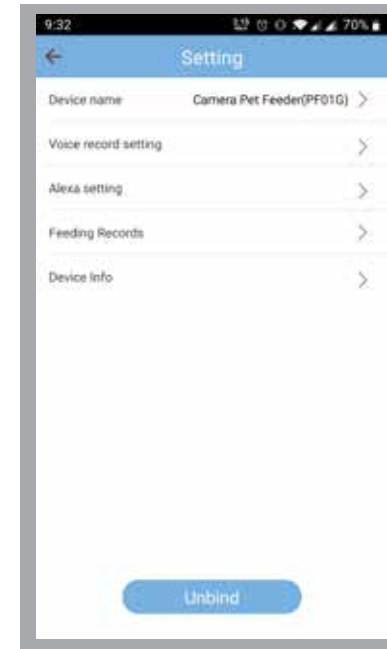 9:32 70%
Setting
Device name Camera Pet Feeder(PF01G)
Voice record setting
Alexa setting
Feeding Records
Device Info
Unbind